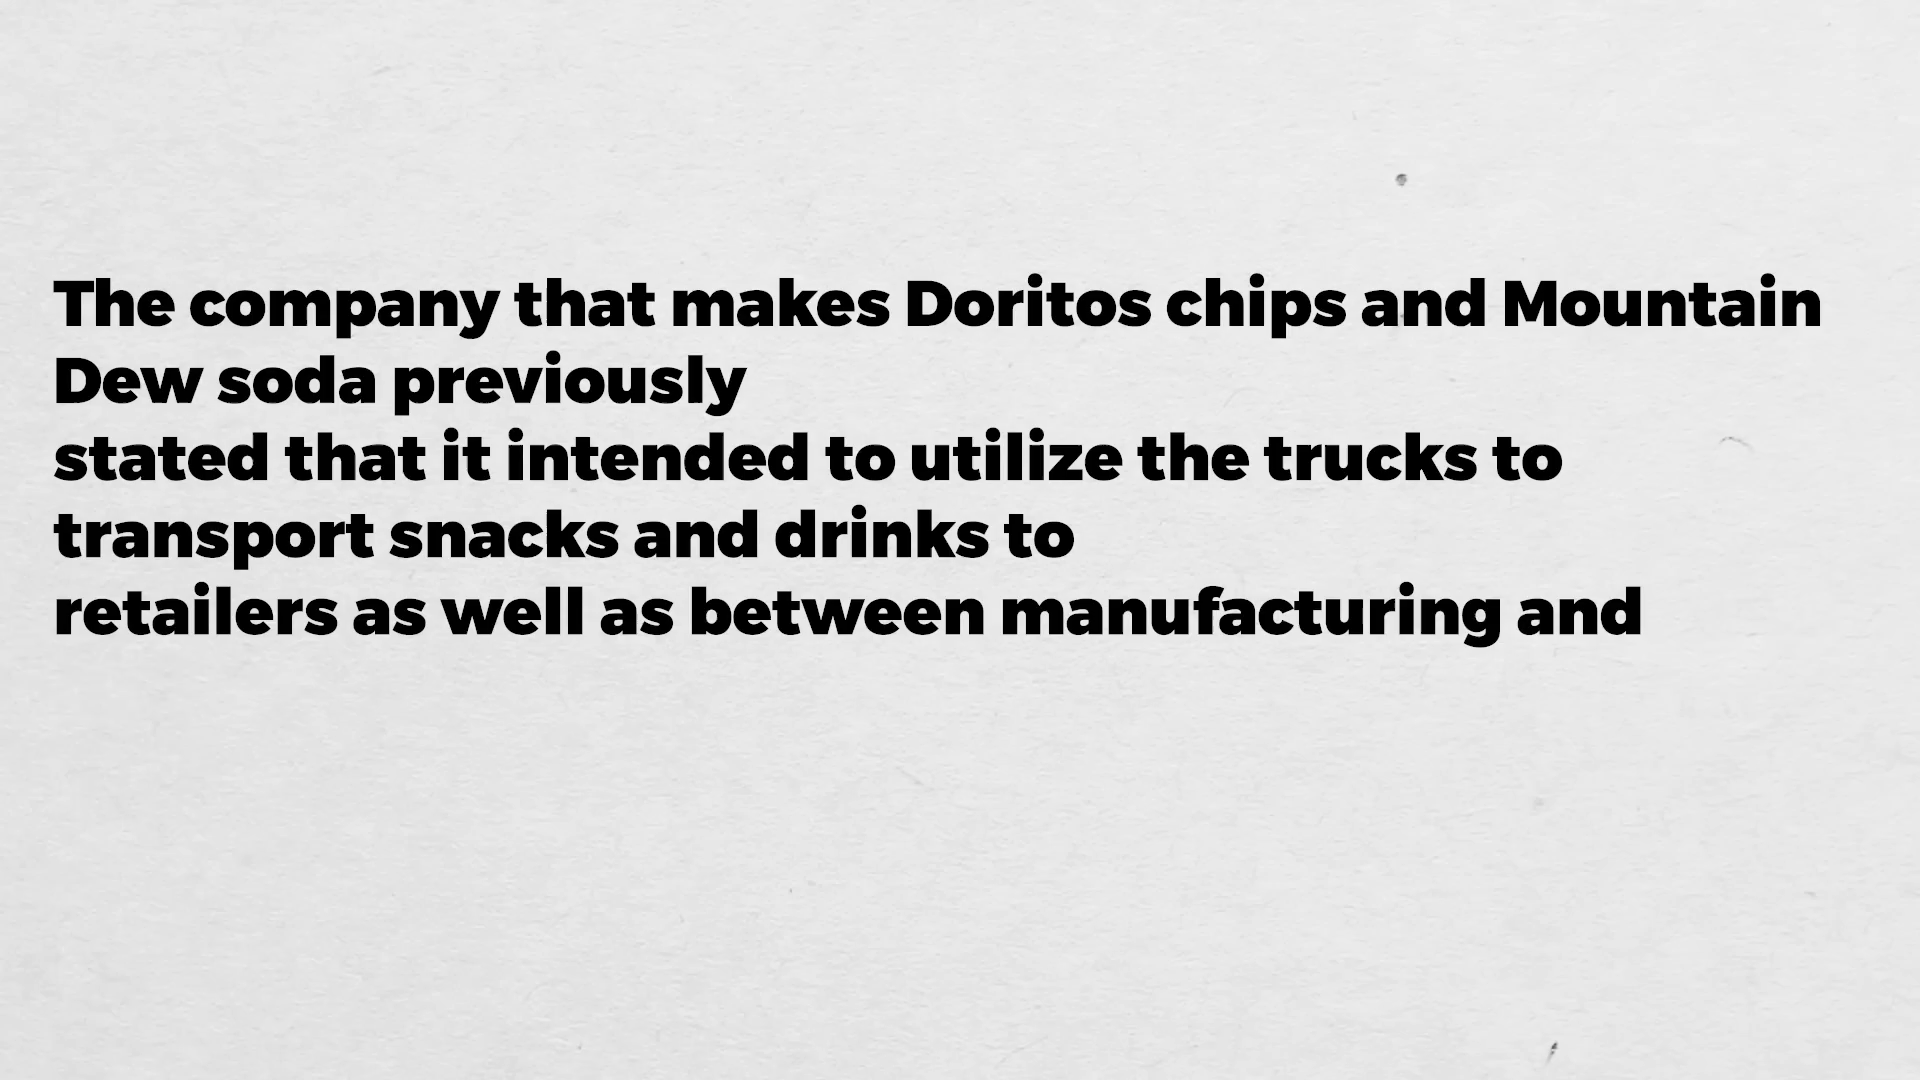 The company that makes Doritos chips and Mountain
Dew soda previously
stated that it intended to utilize the trucks to
transport snacks and drinks to
retailers as well as between manufacturing and